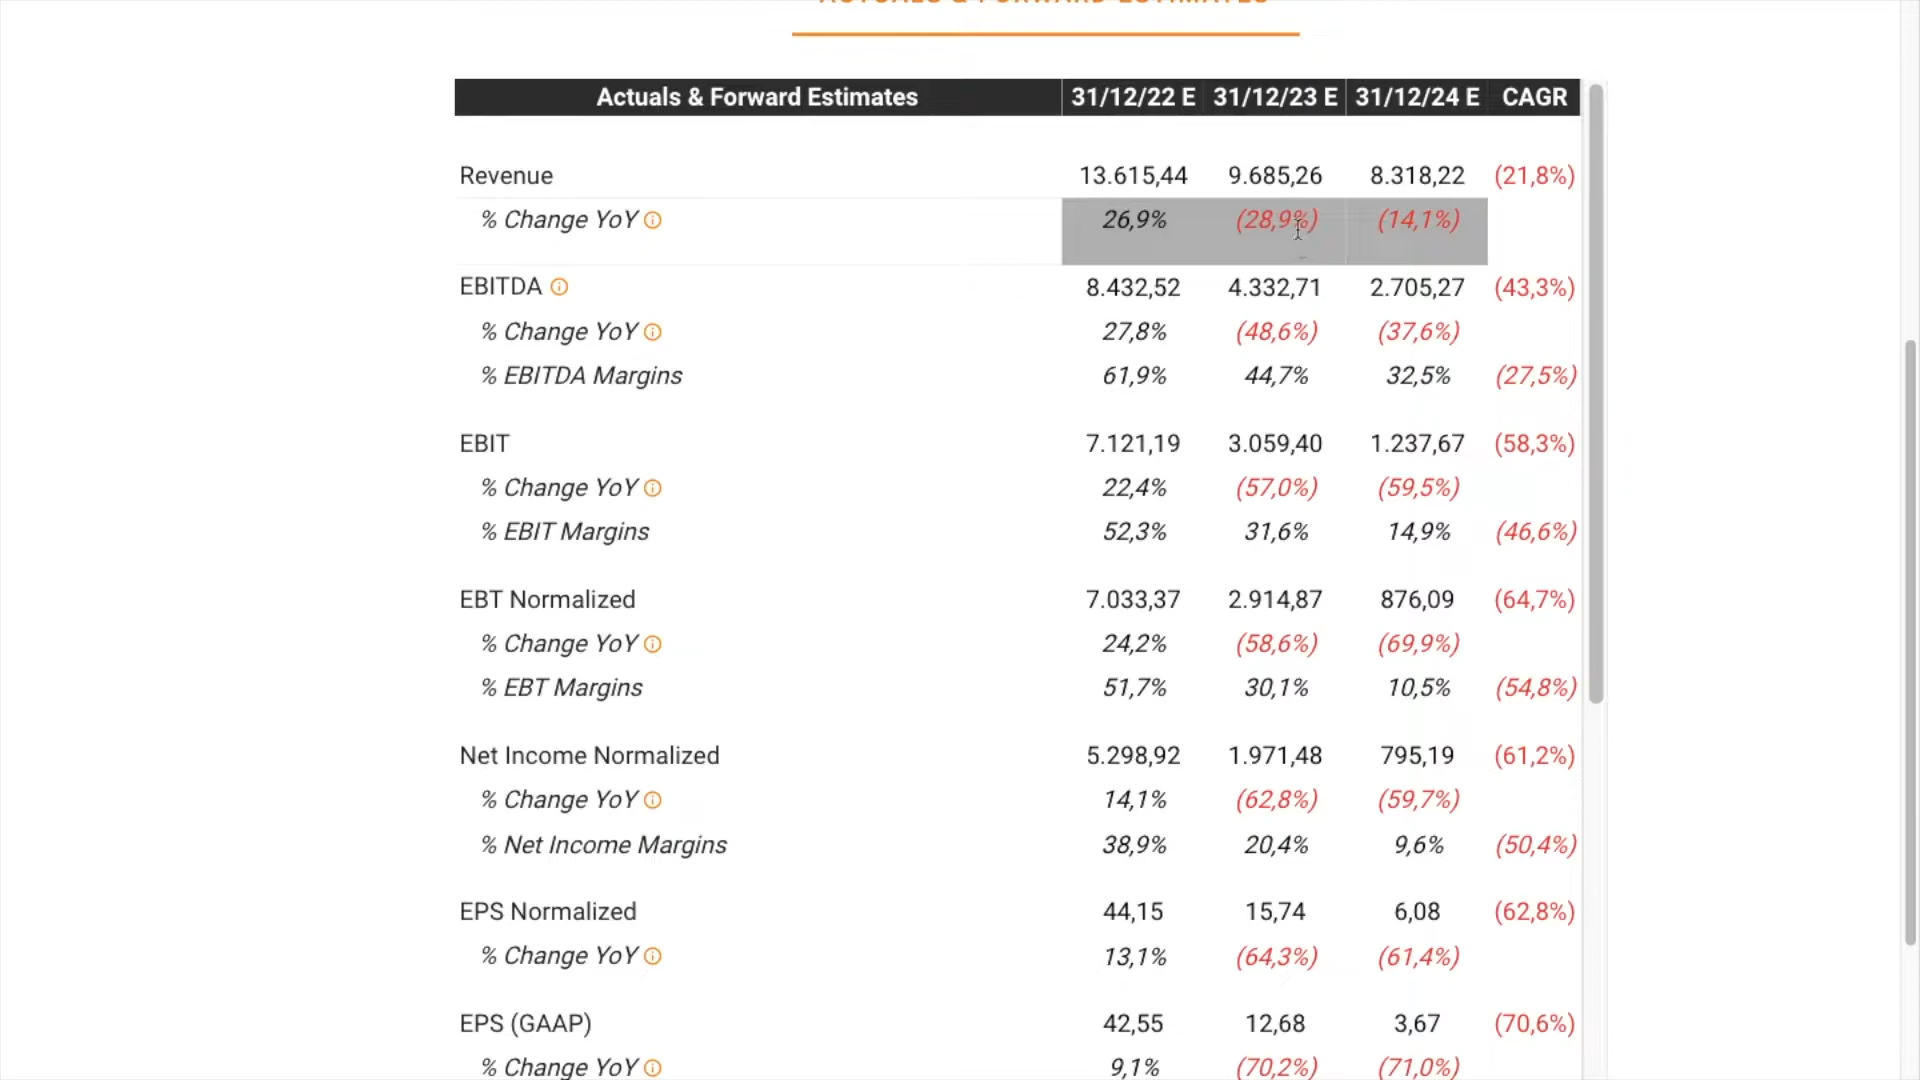 ACTUALS & FORWARD ESTIMATES
Actuals & Forward Estimates 31/12/22 E 31/12/23 E 31/12/24 E CAGR
Revenue 13.615,44 9.685,26 8.318,22 (21,8%)
% Change YoY 26,9% (28,9%) (14,1%)
EBITDA 8.432,52 4.332,71 2.705,27 (43,3%)
% Change YoY 27,8% (48,6%) (37,6%)
% EBITDA Margins 61,9% 44,7% 32,5% (27,5%)
EBIT 7.121,19 3.059,40 1.237,67 (58,3%)
% Change YoY 22,4% (57,0%) (59,5%)
% EBIT Margins 52,3% 31,6% 14,9% (46,6%)
EBT Normalized 7.033,37 2.914,87 876,09 (64,7%)
% Change YoY 24,2% (58,6%) (69,9%)
% EBT Margins 51,7% 30,1% 10,5% (54,8%)
Net Income Normalized 5.298,92 1.971,48 795,19 (61,2%)
% Change YoY 14,1% (62,8%) (59,7%)
% Net Income Margins 38,9% 20,4% 9,6% (50,4%)
EPS Normalized 44,15 15,74 6,08 (62,8%)
% Change YoY 13,1% (64,3%) (61,4%)
EPS (GAAP) 42,55 12,68 3,67 (70,6%)
% Change YoY 9,1% (70,2%) (71,0%)